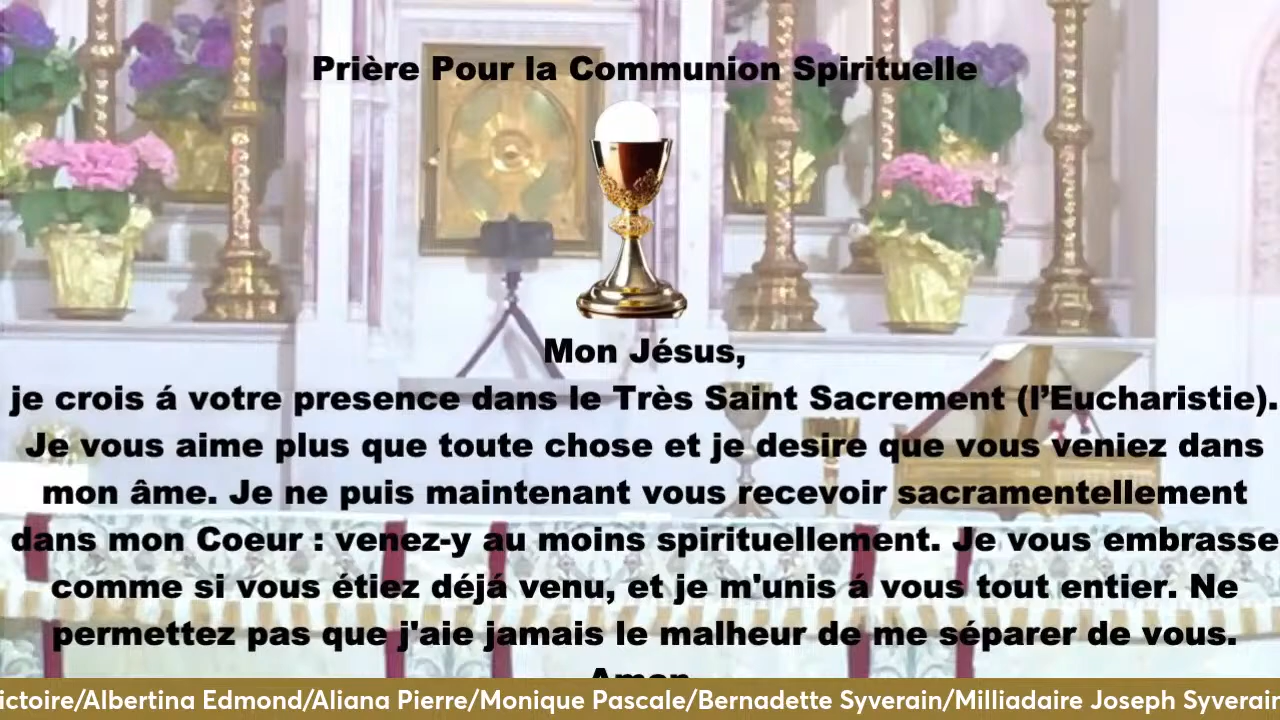 Prière Pour la Communion Spirituelle
Mon Jésus,
je crois á votre presence dans le Très Saint Sacrement (l’Eucharistie).
Je vous aime plus que toute chose et je desire que vous veniez dans
mon âme. Je ne puis maintenant vous recevoir sacramentellement
dans mon Coeur : venez-y au moins spirituellement. Je vous embrasse
comme si vous étiez déjá venu, et je m'unis á vous tout entier. Ne
permettez pas que j'aie jamais le malheur de me séparer de vous.
Amen
ictoire/Albertina Edmond/Aliana Pierre/Monique Pascale/Bernadette Syverain/Milliadaire Joseph Syverain